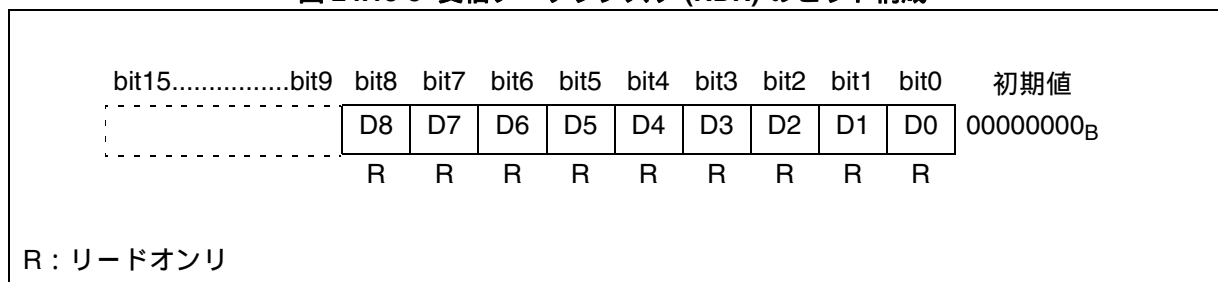 bit15................bit9 bit8 bit7 bit6 bit5 bit4 bit3 bit2 bit1 bit0 初期値
D8 D7 D6 D5 D4 D3 D2 D1 D0 00000000B
R R R R R R R R R
R：リードオンリ